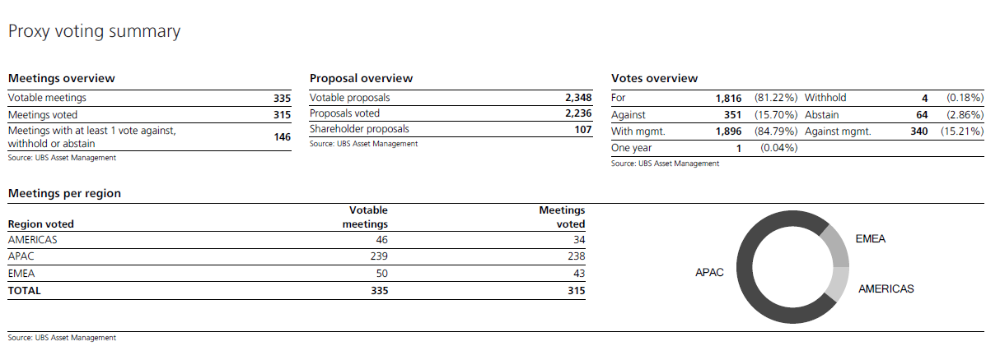 Proxy voting summary
Meetings overview
Votable meetings 335
Meetings voted 315
Meetings with at least 1 vote against,
withhold or abstain 146
Source: UBS Asset Management
Proposal overview
Votable proposals 2,348
Proposals voted 2,236
Shareholder proposals 107
Source: UBS Asset Management
Votes overview
For 1,816 (81.22%) Withhold 4 (0.18%)
Against 351 (15.70%) Abstain 64 (2.86%)
With mgmt. 1,896 (84.79%) Against mgmt. 340 (15.21%)
One year 1 (0.04%)
Source: UBS Asset Management
Meetings per region
Votable Meetings
Region voted meetings voted
AMERICAS 46 34
APAC 239 238
EMEA 50 43
TOTAL 335 315
EMEA
APAC
AMERICAS
Source: UBS Asset Management